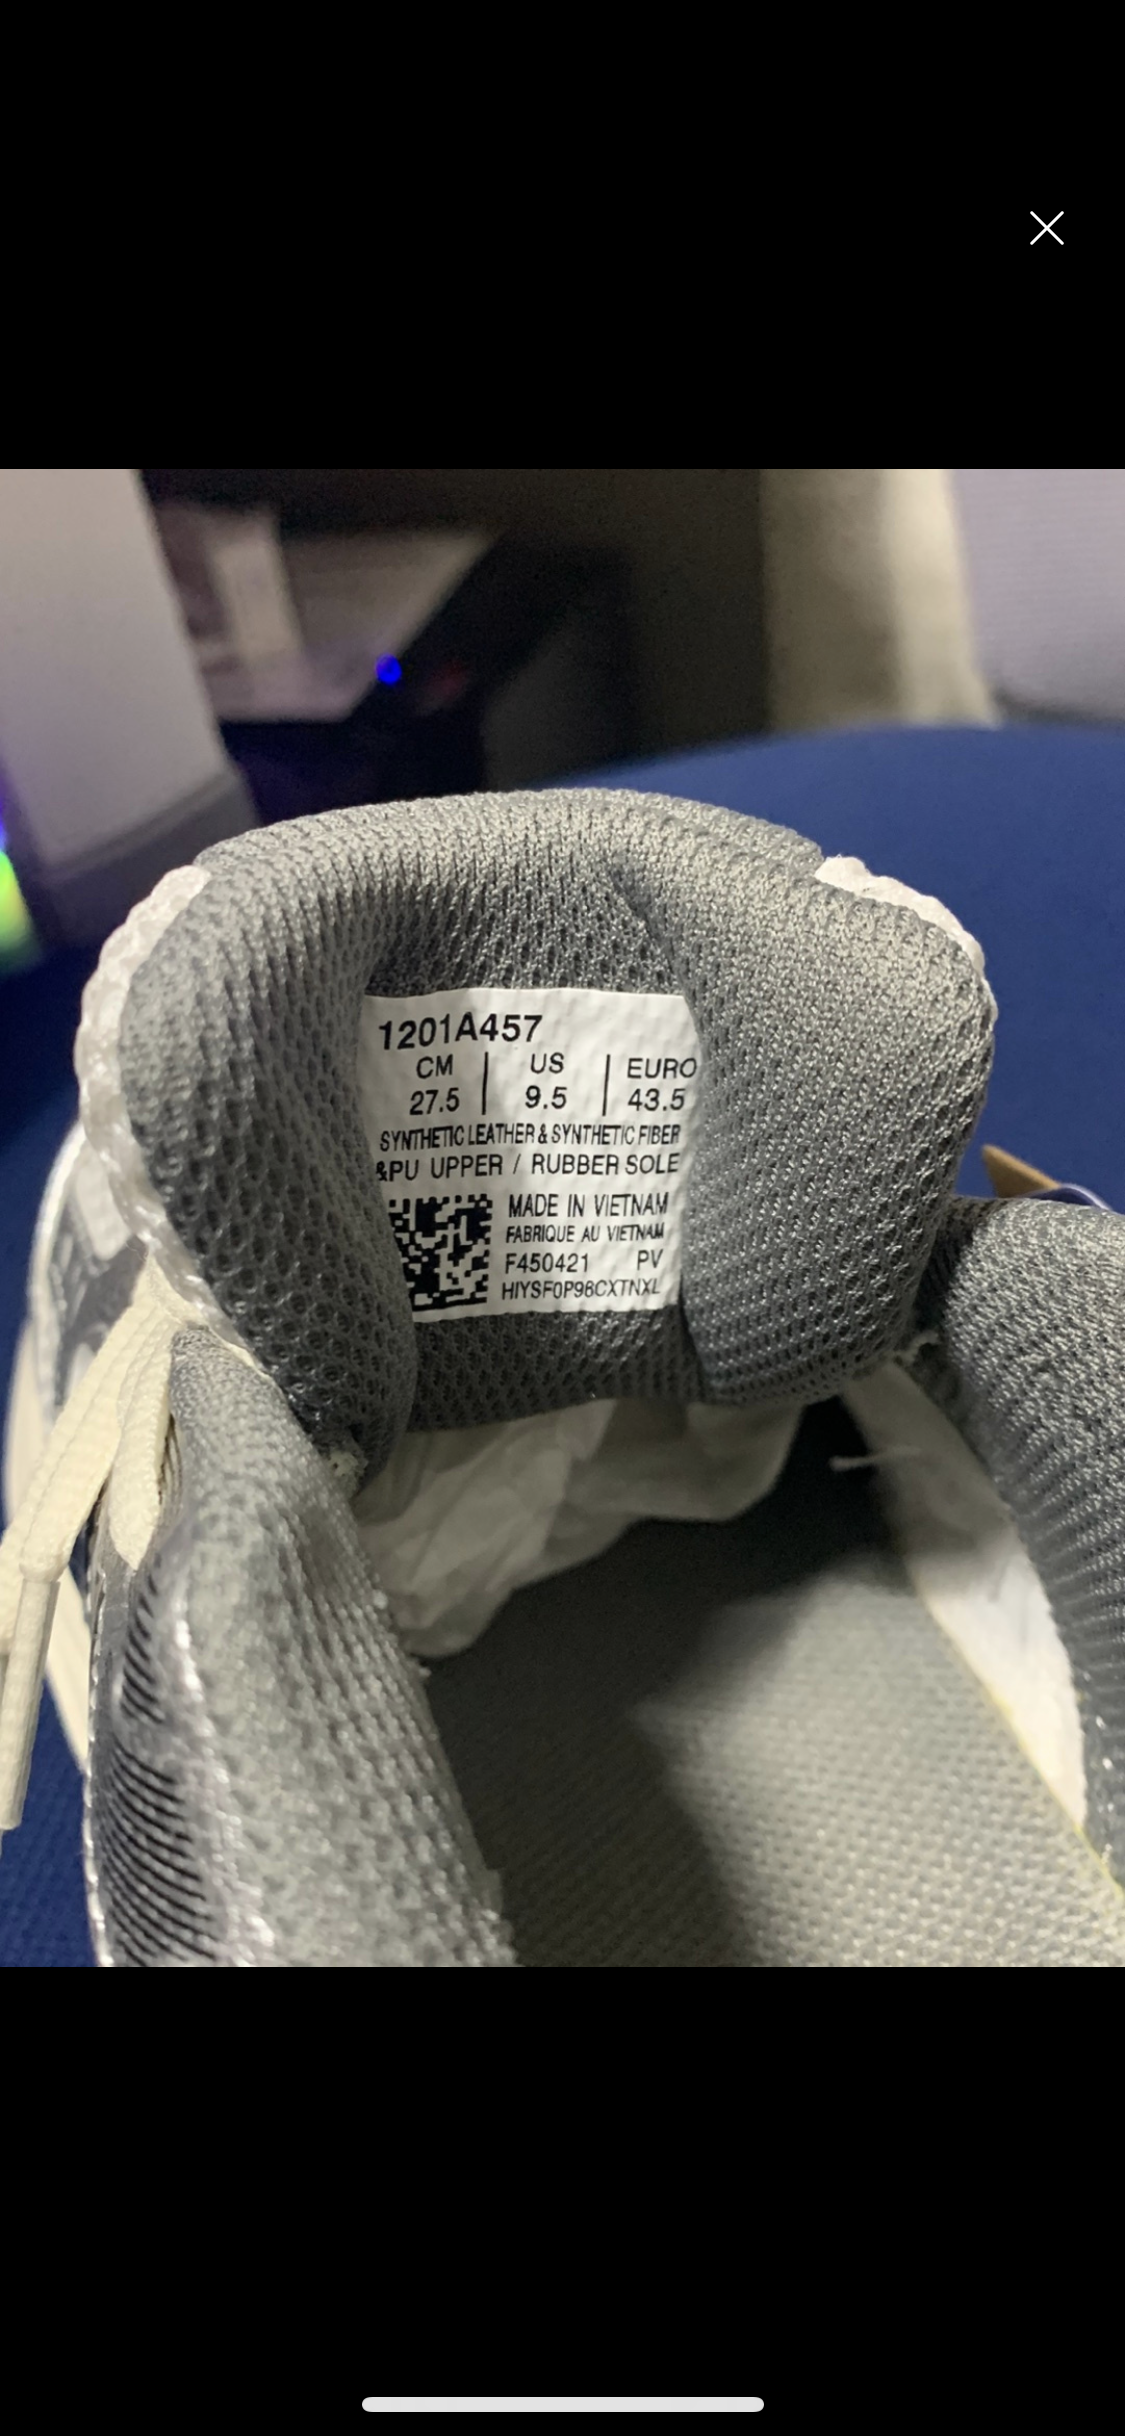 1201A457
CM | US | EURO
27.5 | 9.5 | 43.5
SYNTHETIC LEATHER & SYNTHETIC FIBER
&PU UPPER / RUBBER SOLE
MADE IN VIETNAM
FABRIQUE AU VIETNAM
F450421 PV
HIYSF0P98CXTNXL